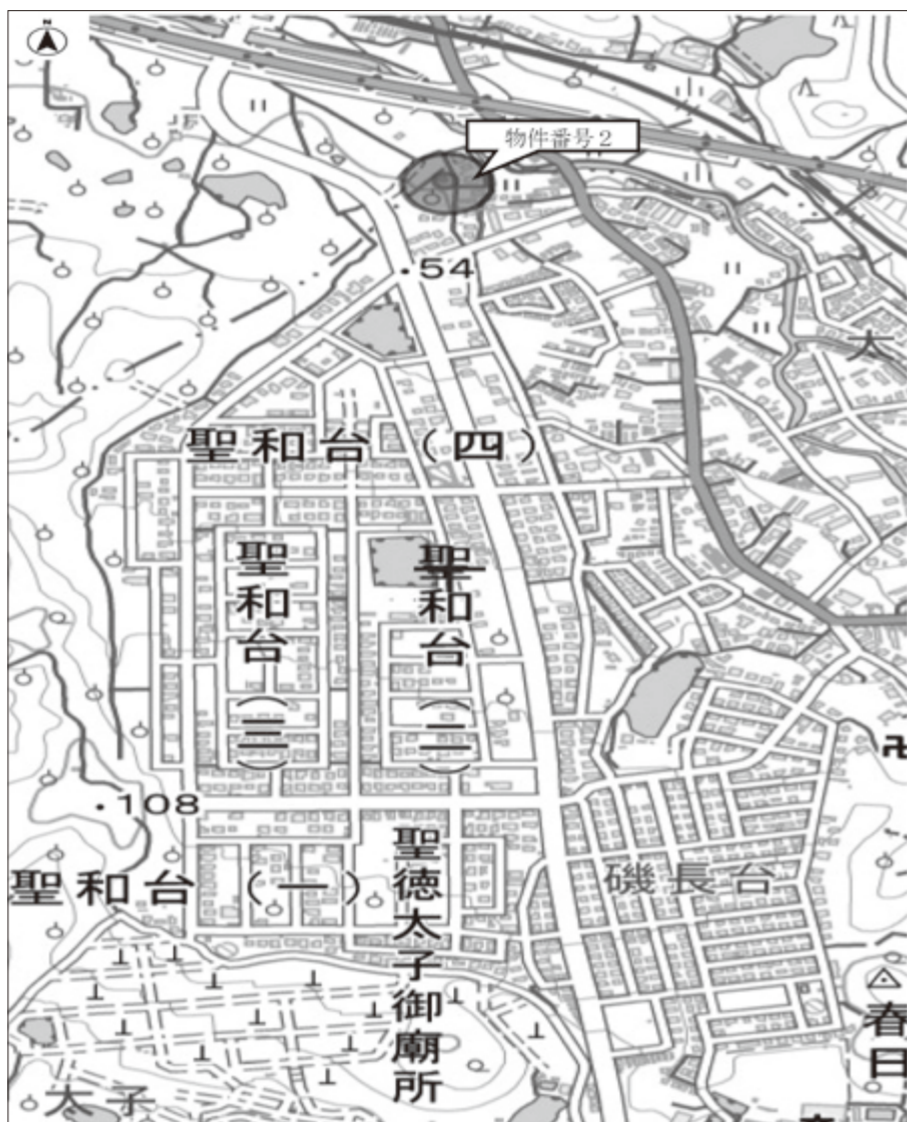 N
物件番号2
・54
大
聖和台(四)
聖和台(三)
聖和台(二)
・108
聖和台(一)
聖徳太子御廟所
磯長台
春日
太子